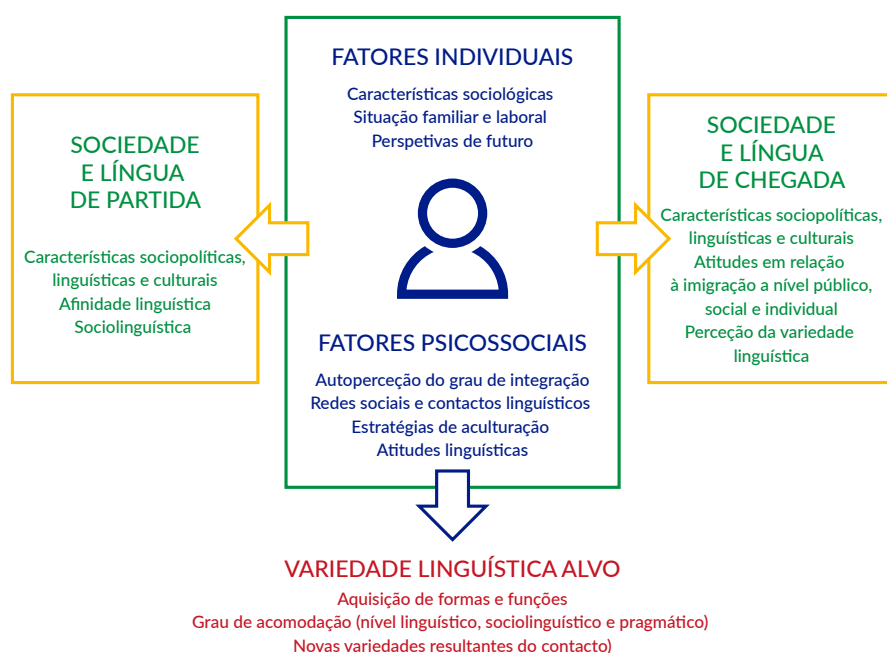 FATORES INDIVIDUAIS
Características sociológicas
Situação familiar e laboral
Perspetivas de futuro
SOCIEDADE
E LÍNGUA
DE PARTIDA
Características sociopolíticas,
linguísticas e culturais
Afinidade linguística
Sociolinguística
SOCIEDADE
E LÍNGUA
DE CHEGADA
Características sociopolíticas,
linguísticas e culturais
Atitudes em relação
à imigração a nível público,
social e individual
Perceção da variedade
linguística
FATORES PSICOSSOCIAIS
Autoperceção do grau de integração
Redes sociais e contactos linguísticos
Estratégias de aculturação
Atitudes linguísticas
VARIEDADE LINGUÍSTICA ALVO
Aquisição de formas e funções
Grau de acomodação (nível linguístico, sociolinguístico e pragmático)
Novas variedades resultantes do contacto)